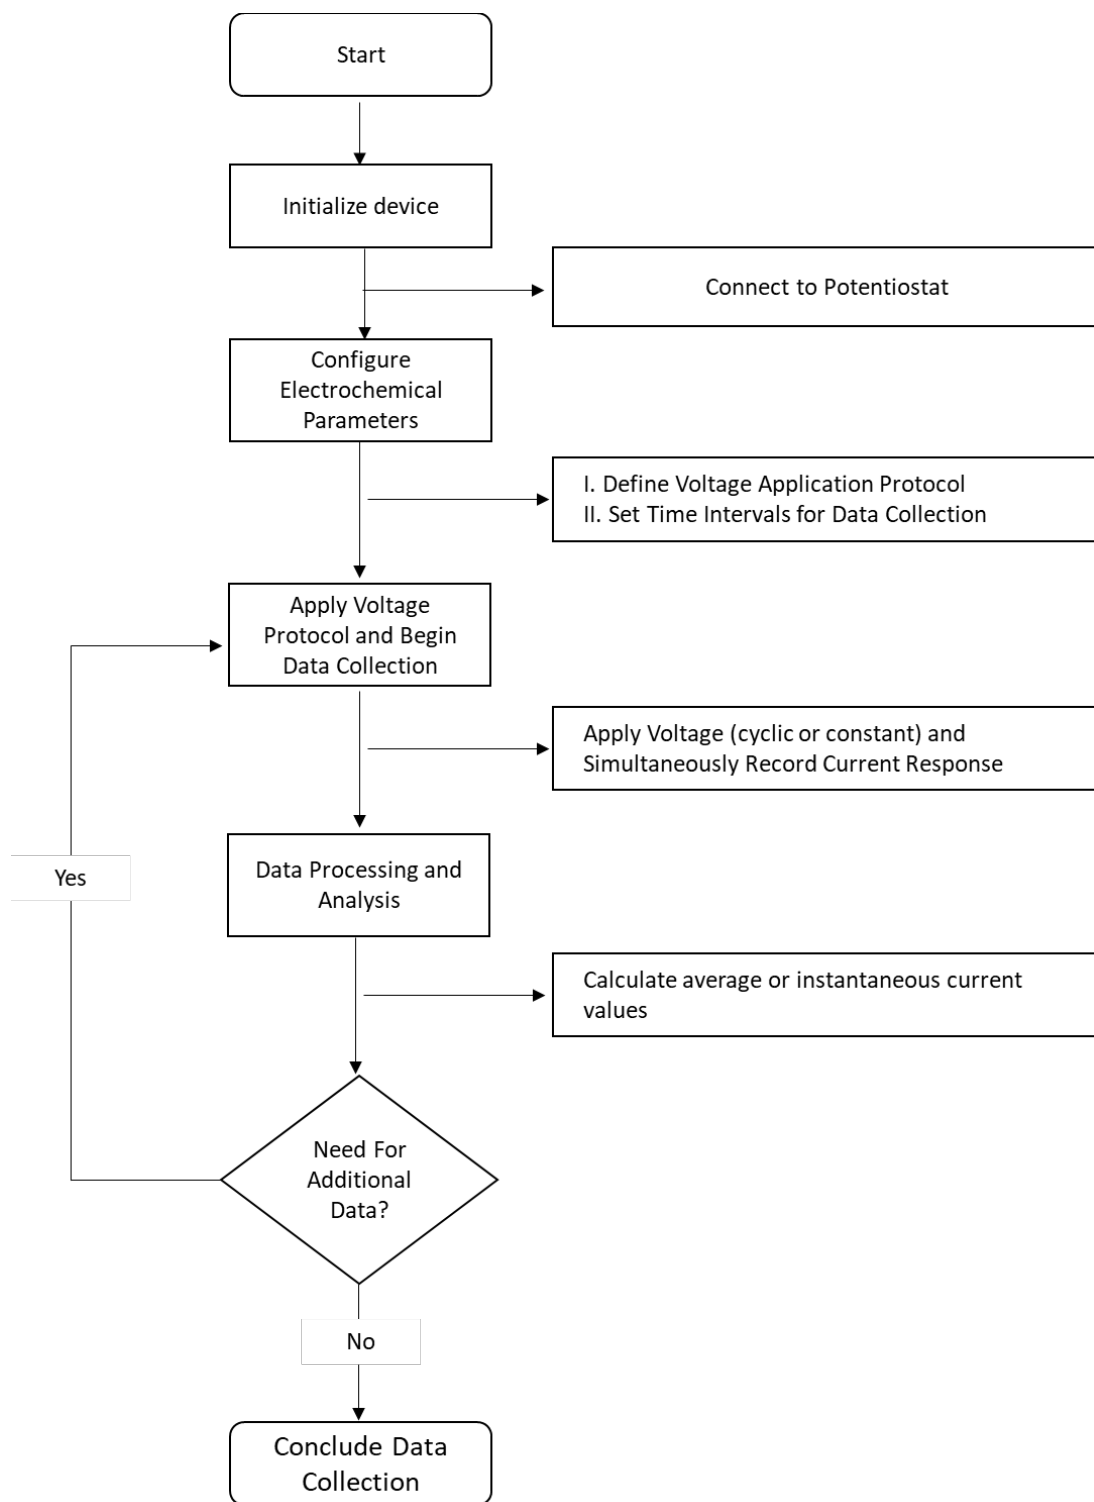 Start
Initialize device
Connect to Potentiostat
Configure
Electrochemical
Parameters
I. Define Voltage Application Protocol
II. Set Time Intervals for Data Collection
Apply Voltage
Protocol and Begin
Data Collection
Apply Voltage (cyclic or constant) and
Simultaneously Record Current Response
Data Processing and
Analysis
Yes
Calculate average or instantaneous current
values
Need For
Additional
Data?
No
Conclude Data
Collection